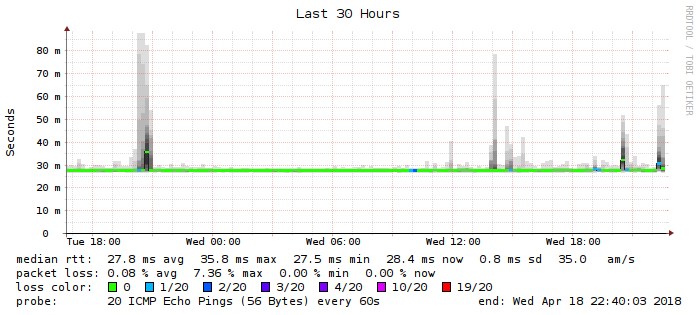 Last 30 Hours
RRDTOOL / TOBI OETIKER
Seconds
80 m
70 m
60 m
50 m
40 m
30 m
20 m
10 m
0
Tue 18:00 Wed 00:00 Wed 06:00 Wed 12:00 Wed 18:00
median rtt: 27.8 ms avg 35.8 ms max 27.5 ms min 28.4 ms now 0.8 ms sd 35.0 am/s
packet loss: 0.08 % avg 7.36 % max 0.00 % min 0.00 % now
loss color: 0 1/20 2/20 3/20 4/20 10/20 19/20
probe: 20 ICMP Echo Pings (56 Bytes) every 60s end: Wed Apr 18 22:40:03 2018